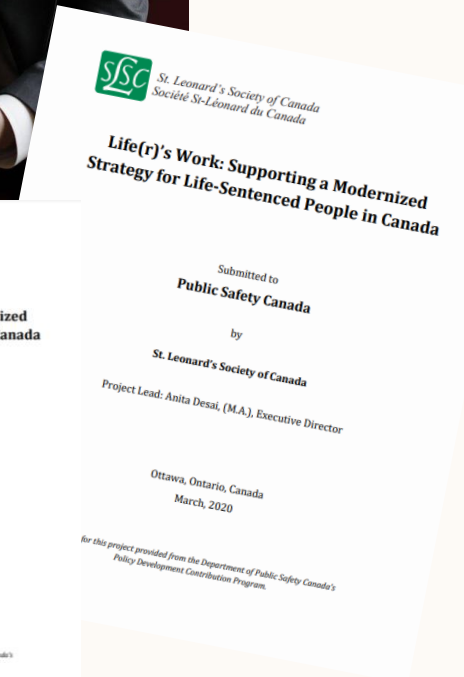 SLSC
St. Leonard's Society of Canada
Société St-Léonard du Canada
Life(r)'s Work: Supporting a Modernized
Strategy for Life-Sentenced People in Canada
Submitted to
Public Safety Canada
by
St. Leonard's Society of Canada
Project Lead: Anita Desai, (M.A.), Executive Director
Ottawa, Ontario, Canada
March, 2020
for this project provided from the Department of Public Safety Canada's
Policy Development Contribution Program.
ized
anada